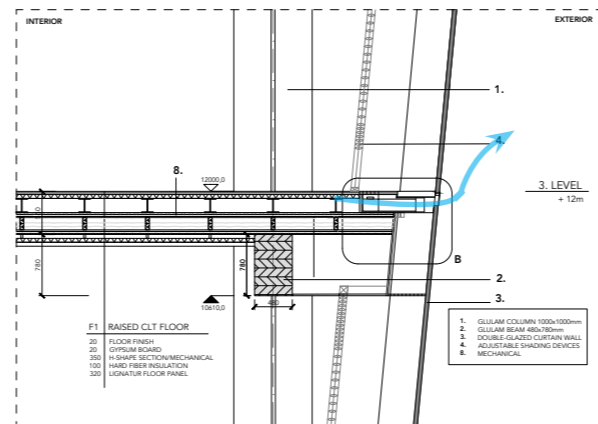 INTERIOR
EXTERIOR
1.
4.
8.
12000,0
3. LEVEL
+ 12m
B
780
780
2.
10610,0
480
3.
F1 RAISED CLT FLOOR
20 FLOOR FINISH
20 GYPSUM BOARD
350 H-SHAPE SECTION/MECHANICAL
100 HARD FIBER INSULATION
320 LIGNATUR FLOOR PANEL
1. GLULAM COLUMN 1000x1000mm
2. GLULAM BEAM 480x780mm
3. DOUBLE-GLAZED CURTAIN WALL
4. ADJUSTABLE SHADING DEVICES
8. MECHANICAL